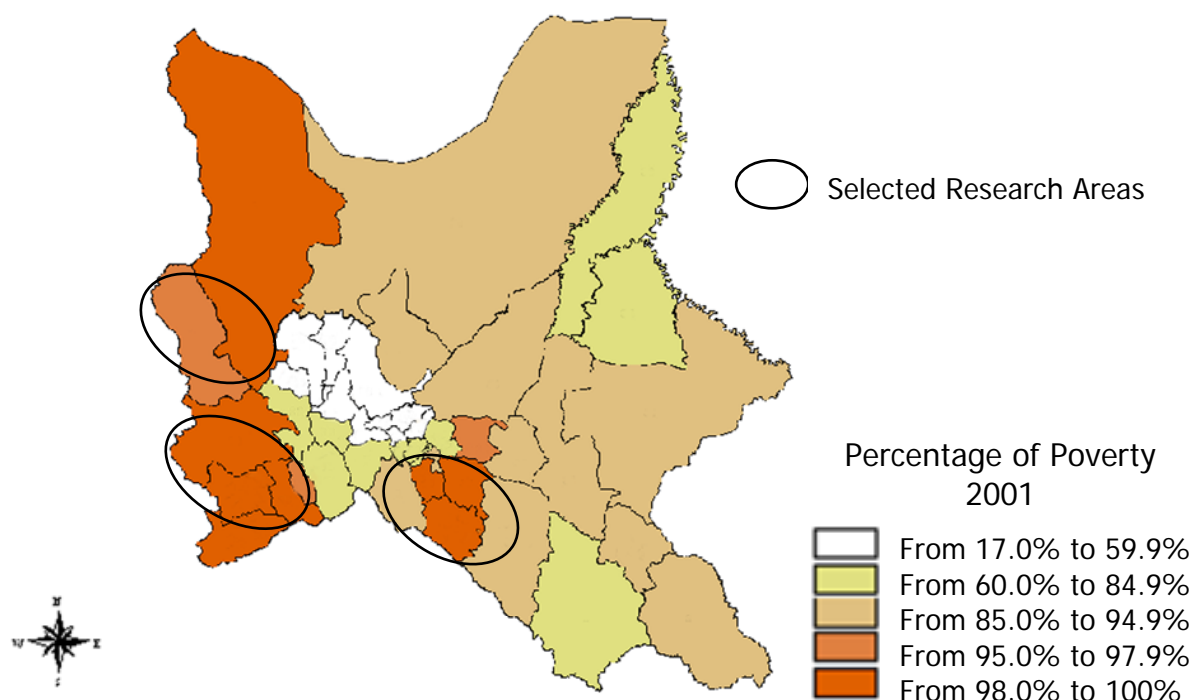 Selected Research Areas
Percentage of Poverty
2001
From 17.0% to 59.9%
From 60.0% to 84.9%
From 85.0% to 94.9%
From 95.0% to 97.9%
From 98.0% to 100%
W
E